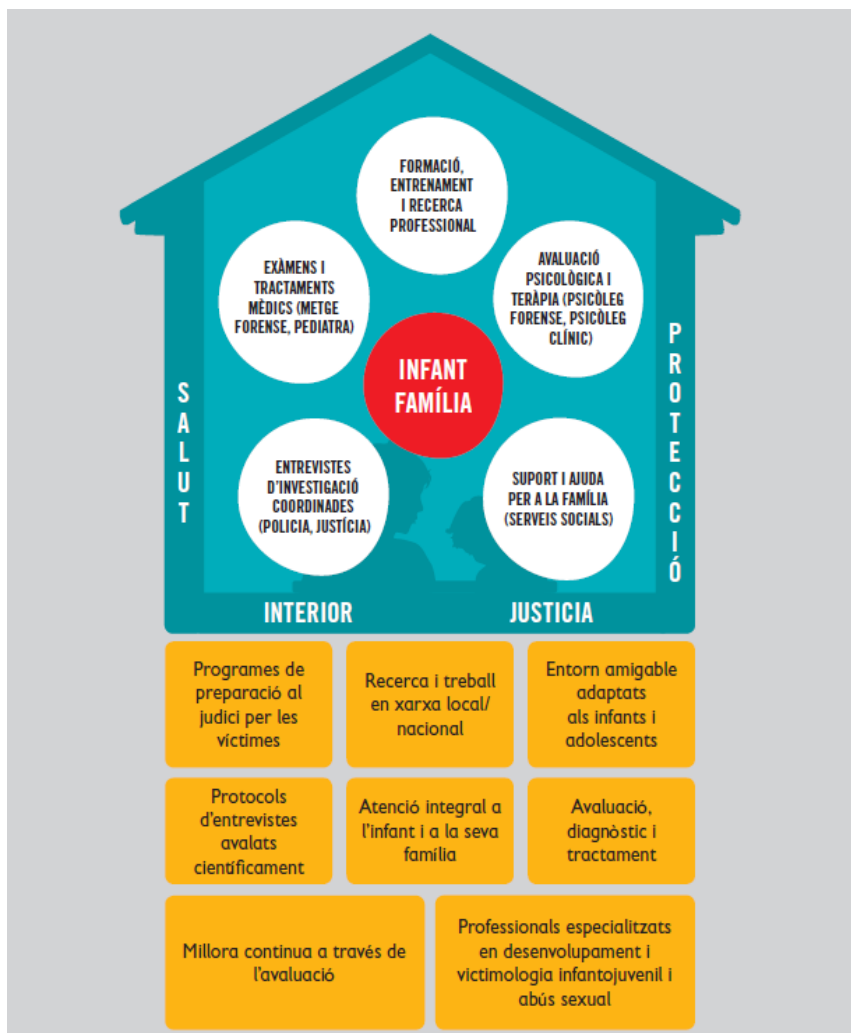 FORMACIÓ,
ENTRENAMENT
I RECERCA
PROFESSIONAL
EXÀMENS I
TRACTAMENTS
MÈDICS (METGE
FORENSE, PEDIATRA)
AVALUACIÓ
PSICOLÒGICA I
TERÀPIA (PSICÒLEG
FORENSE, PSICÒLEG
CLÍNIC)
INFANT
FAMÍLIA
SALUT
PROTECCIÓ
ENTREVISTES
D'INVESTIGACIÓ
COORDINADES
(POLICIA, JUSTÍCIA)
SUPORT I AJUDA
PER A LA FAMÍLIA
(SERVEIS SOCIALS)
INTERIOR
JUSTICIA
Programes de
preparació al
judici per les
víctimes
Recerca i treball
en xarxa local/
nacional
Entorn amigable
adaptats
als infants i
adolescents
Protocols
d'entrevistes
avalats
científicament
Atenció integral a
l'infant i a la seva
família
Avaluació,
diagnòstic i
tractament
Millora continua a través de
l'avaluació
Professionals especialitzats
en desenvolupament i
victimologia infantojuvenil i
abús sexual